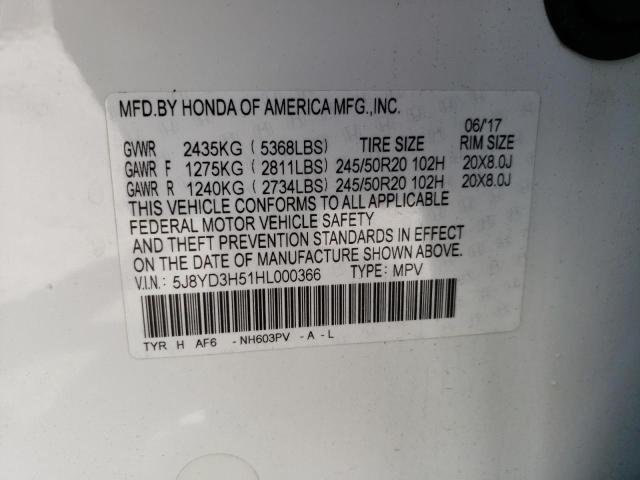 MFD.BY HONDA OF AMERICA MFG.,INC.
06/'17
GVWR 2435KG ( 5368LBS) TIRE SIZE RIM SIZE
GAWR F 1275KG ( 2811LBS) 245/50R20 102H 20X8.0J
GAWR R 1240KG ( 2734LBS) 245/50R20 102H 20X8.0J
THIS VEHICLE CONFORMS TO ALL APPLICABLE
FEDERAL MOTOR VEHICLE SAFETY
AND THEFT PREVENTION STANDARDS IN EFFECT
ON THE DATE OF MANUFACTURE SHOWN ABOVE.
V.I.N.: 5J8YD3H51HL000366 TYPE: MPV
TYR H AF6 -NH603PV -A-L